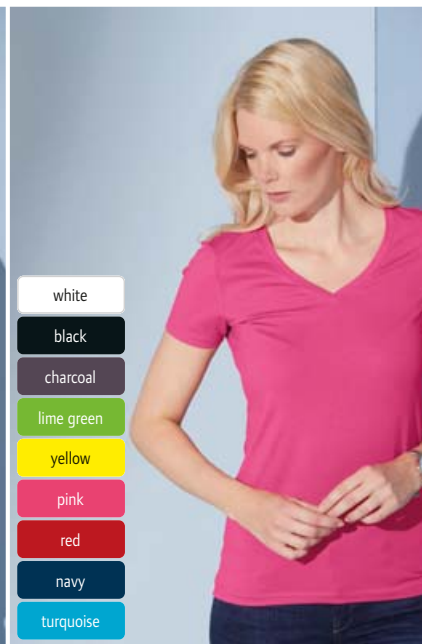 white
black
charcoal
lime green
yellow
pink
red
navy
turquoise